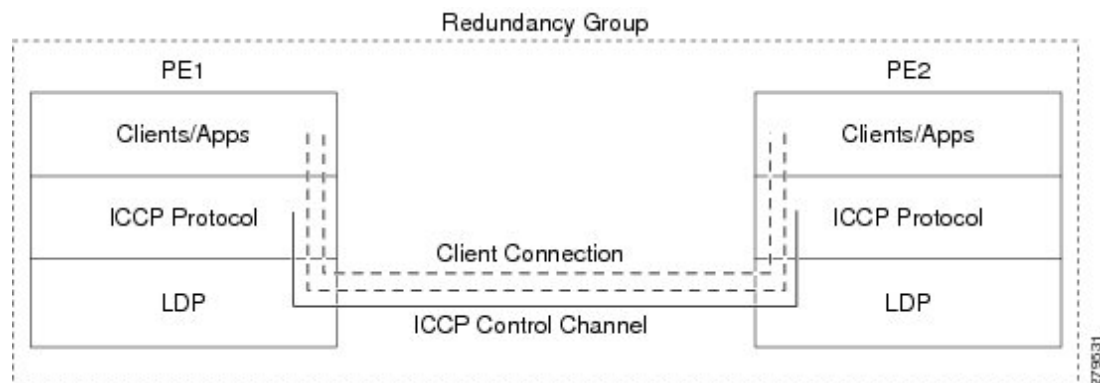 Redundancy Group
PE1
PE2
Clients/Apps
Clients/Apps
ICCP Protocol
ICCP Protocol
Client Connection
LDP
LDP
ICCP Control Channel
279531